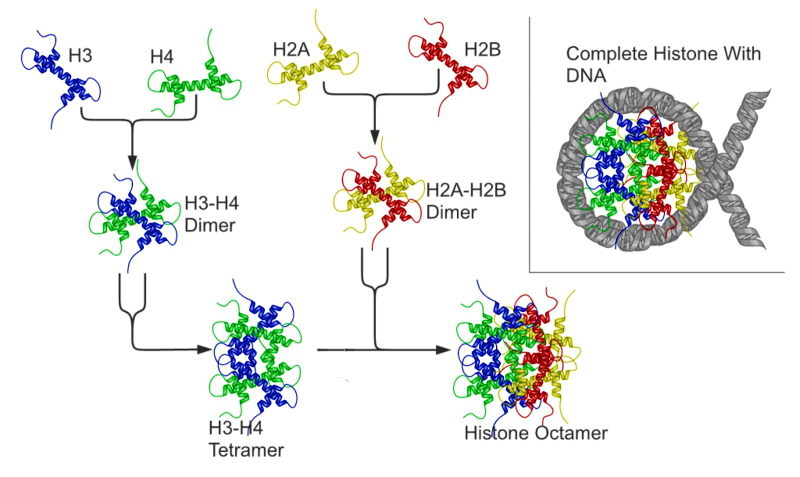 H3
H4
H2A
H2B
Complete Histone With
DNA
H3-H4
Dimer
H2A-H2B
Dimer
H3-H4
Tetramer
Histone Octamer